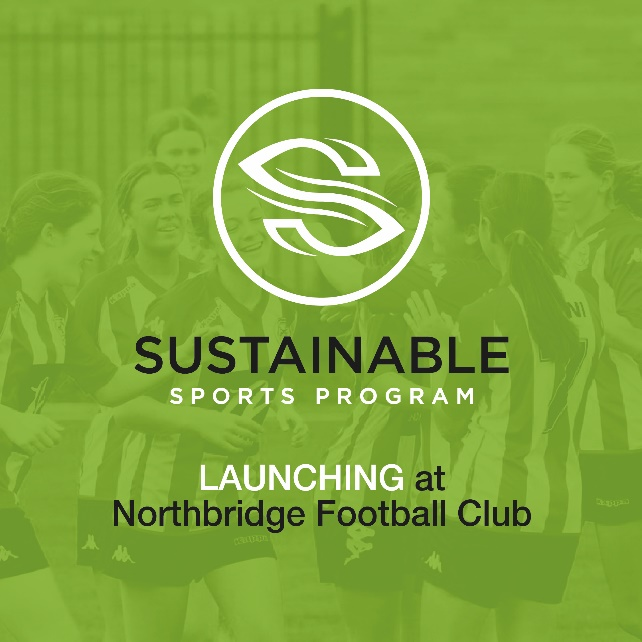 SUSTAINABLE
SPORTS PROGRAM
LAUNCHING at
Northbridge Football Club